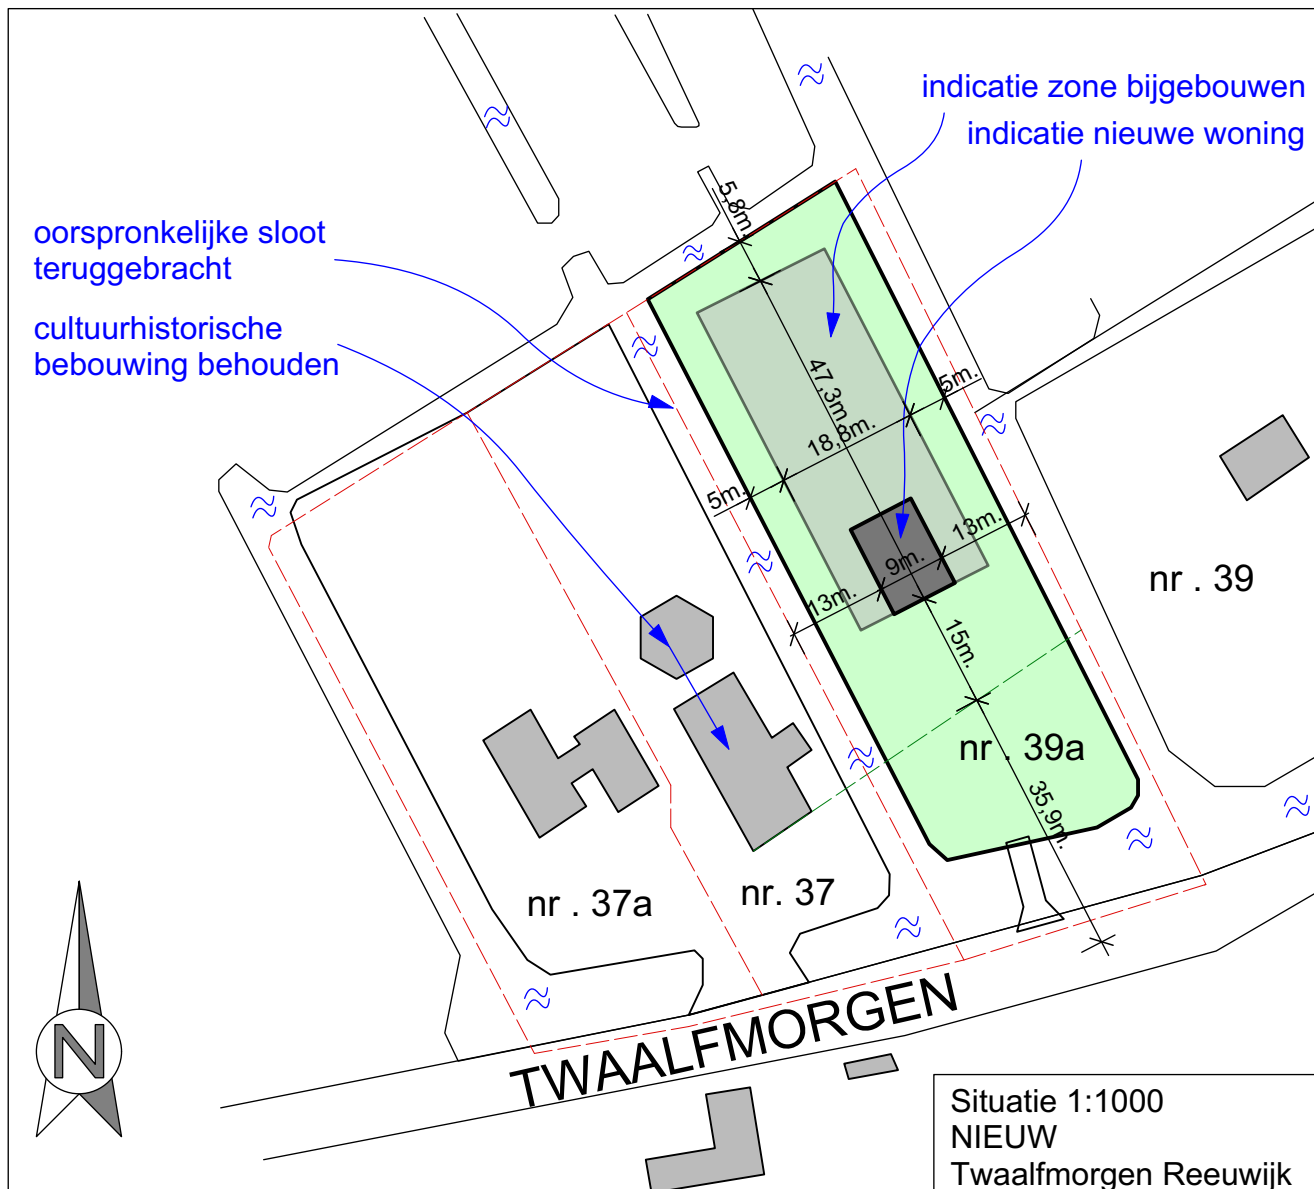 indicatie zone bijgebouwen
indicatie nieuwe woning
oorspronkelijke sloot
teruggebracht
cultuurhistorische
bebouwing behouden
5,8m.
47,3m.
5m.
18,8m.
5m.
13m.
9m.
13m.
15m.
nr . 39
nr . 39a
35,9m.
nr . 37a
nr. 37
TWAALFMORGEN
N
Situatie 1:1000
NIEUW
Twaalfmorgen Reeuwijk